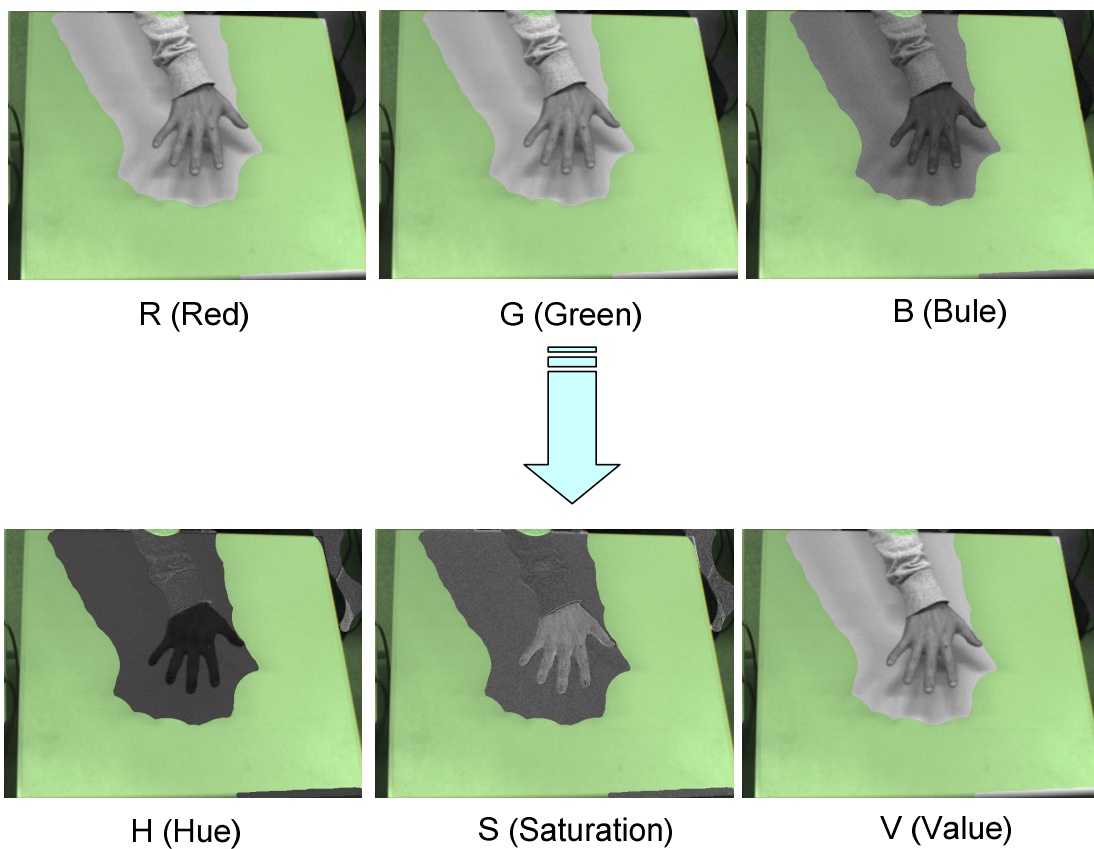 R (Red)
G (Green)
B (Bule)
H (Hue)
S (Saturation)
V (Value)